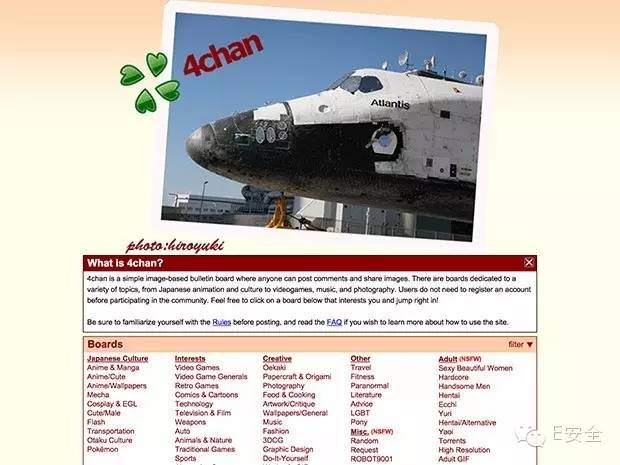 4chan
Atlantis
photo:hiroyuki
What is 4chan?
4chan is a simple image-based bulletin board where anyone can post comments and share images. There are boards dedicated to a
variety of topics, from Japanese animation and culture to videogames, music, and photography. Users do not need to register an account
before participating in the community. Feel free to click on a board below that interests you and jump right in!
Be sure to familiarize yourself with the Rules before posting, and read the FAQ if you wish to learn more about how to use the site.
Boards
filter ▼
Japanese Culture
Anime & Manga
Anime/Cute
Anime/Wallpapers
Mecha
Cosplay & EGL
Cute/Male
Flash
Transportation
Otaku Culture
Pokémon
Interests
Video Games
Video Game Generals
Retro Games
Comics & Cartoons
Technology
Television & Film
Weapons
Auto
Animals & Nature
Traditional Games
Sports
Creative
Oekaki
Papercraft & Origami
Photography
Food & Cooking
Artwork/Critique
Wallpapers/General
Music
Fashion
3DCG
Graphic Design
Do-It-Yourself
Other
Travel
Fitness
Paranormal
Literature
Advice
LGBT
Pony
Misc. (NSFW)
Random
Request
ROBOT9001
Adult (NSFW)
Sexy Beautiful Women
Hardcore
Handsome Men
Hentai
Ecchi
Yuri
Hentai/Alternative
Yaoi
Torrents
High Resolution
Adult GIF
E安全